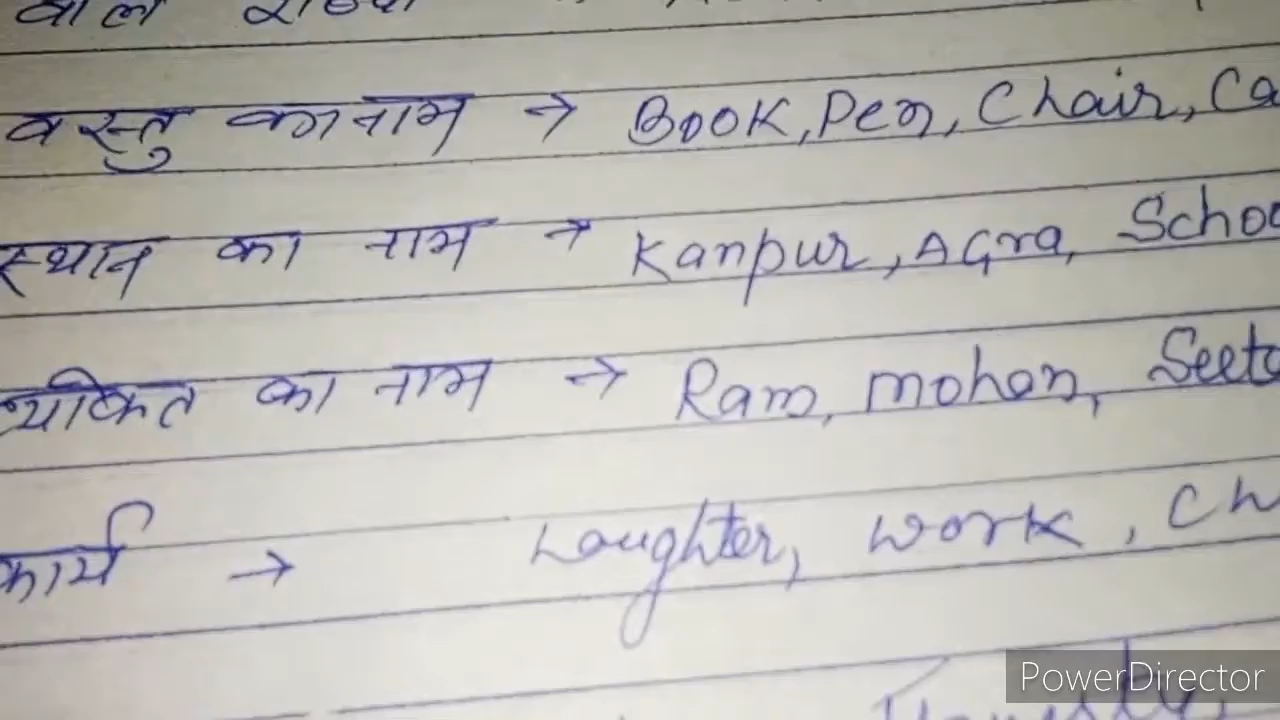 वस्तु का नाम → Book, Pen, Chair,
स्थान का नाम → Kanpur, AGra,
व्यकित का नाम → Ram, mohan,
कार्य → Laughter, work,
PowerDirector